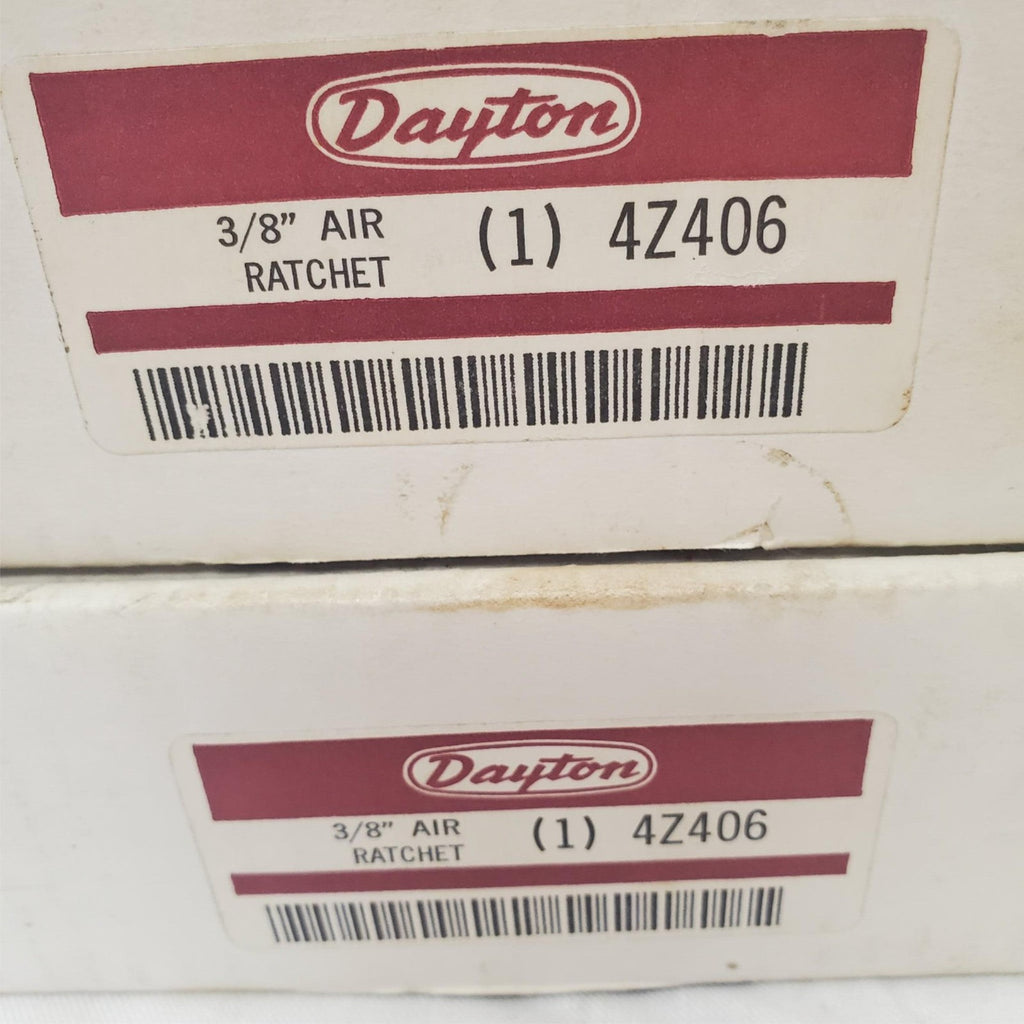 Dayton
3/8" AIR RATCHET (1) 4Z406
Dayton
3/8" AIR RATCHET (1) 4Z406